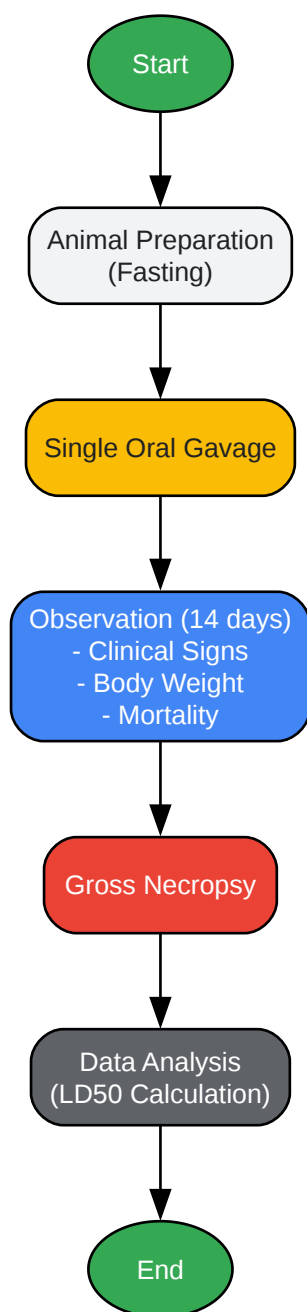 Start
Animal Preparation
(Fasting)
Single Oral Gavage
Observation (14 days)
- Clinical Signs
- Body Weight
- Mortality
Gross Necropsy
Data Analysis
(LD50 Calculation)
End